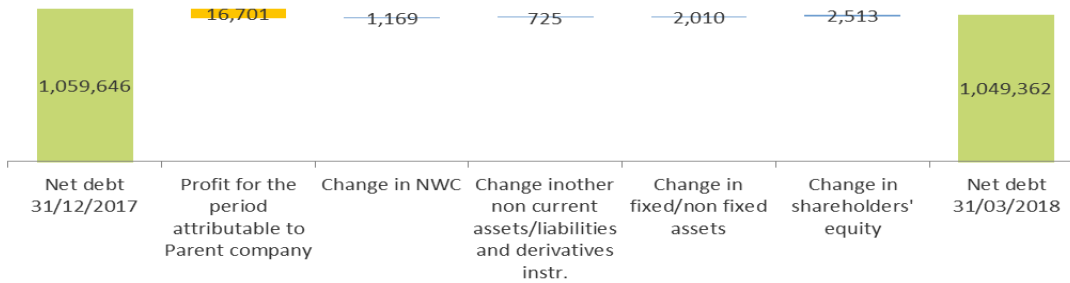 16,701
1,169
725
2,010
2,513
1,059,646
1,049,362
Net debt
31/12/2017
Profit for the
period
attributable to
Parent company
Change in NWC
Change inother
non current
assets/liabilities
and derivatives
instr.
Change in
fixed/non fixed
assets
Change in
shareholders'
equity
Net debt
31/03/2018